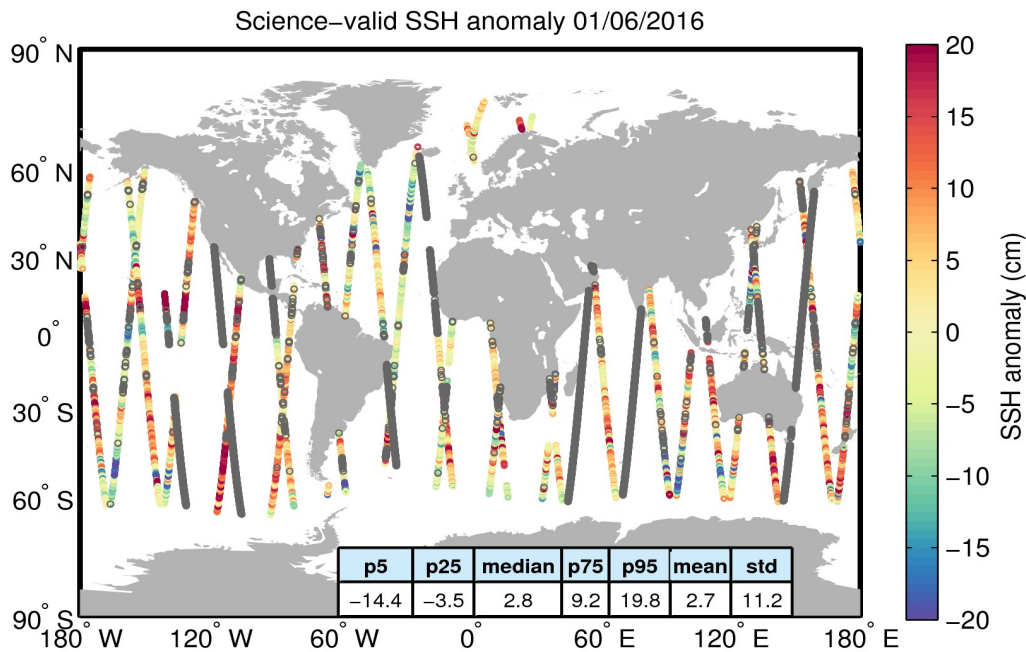 Science−valid SSH anomaly 01/06/2016
90° N
60° N
30° N
0°
30° S
60° S
90° S
180° W
120° W
60° W
0°
60° E
120° E
180° E
p5 p25 median p75 p95 mean std
−14.4 −3.5 2.8 9.2 19.8 2.7 11.2
20
15
10
5
0
−5
−10
−15
−20
SSH anomaly (cm)